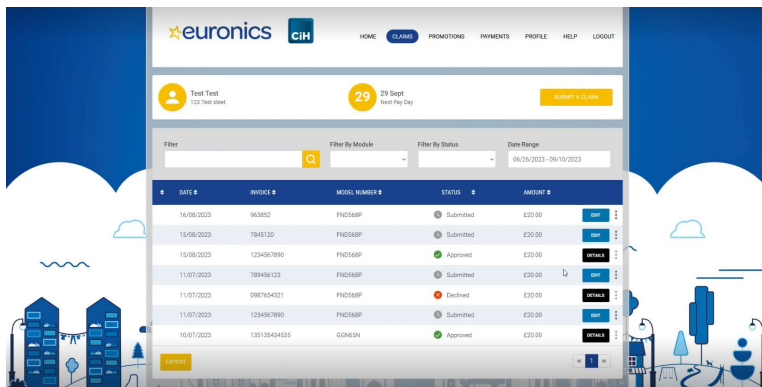 euronics CiH HOME CLAIMS PROMOTIONS PAYMENTS PROFILE HELP LOGOUT
Test Test
123 Test steet
29
29 Sept
Next Pay Day
SUBMIT A CLAIM
Filter Filter By Module Filter By Status Date Range
06/26/2023 - 09/10/2023
DATE INVOICE MODEL NUMBER STATUS AMOUNT
16/08/2023 963852 FND568P Submitted £20.00 EDIT
15/08/2023 7845120 FND568P Submitted £20.00 EDIT
15/08/2023 1234567890 FND568P Approved £20.00 DETAILS
11/07/2023 789456123 FND568P Submitted £20.00 EDIT
11/07/2023 0987654321 FND568P Declined £20.00 DETAILS
11/07/2023 1234567890 FND568P Submitted £20.00 EDIT
10/07/2023 135135434535 GGN65N Approved £20.00 DETAILS
EXPORT « 1 »